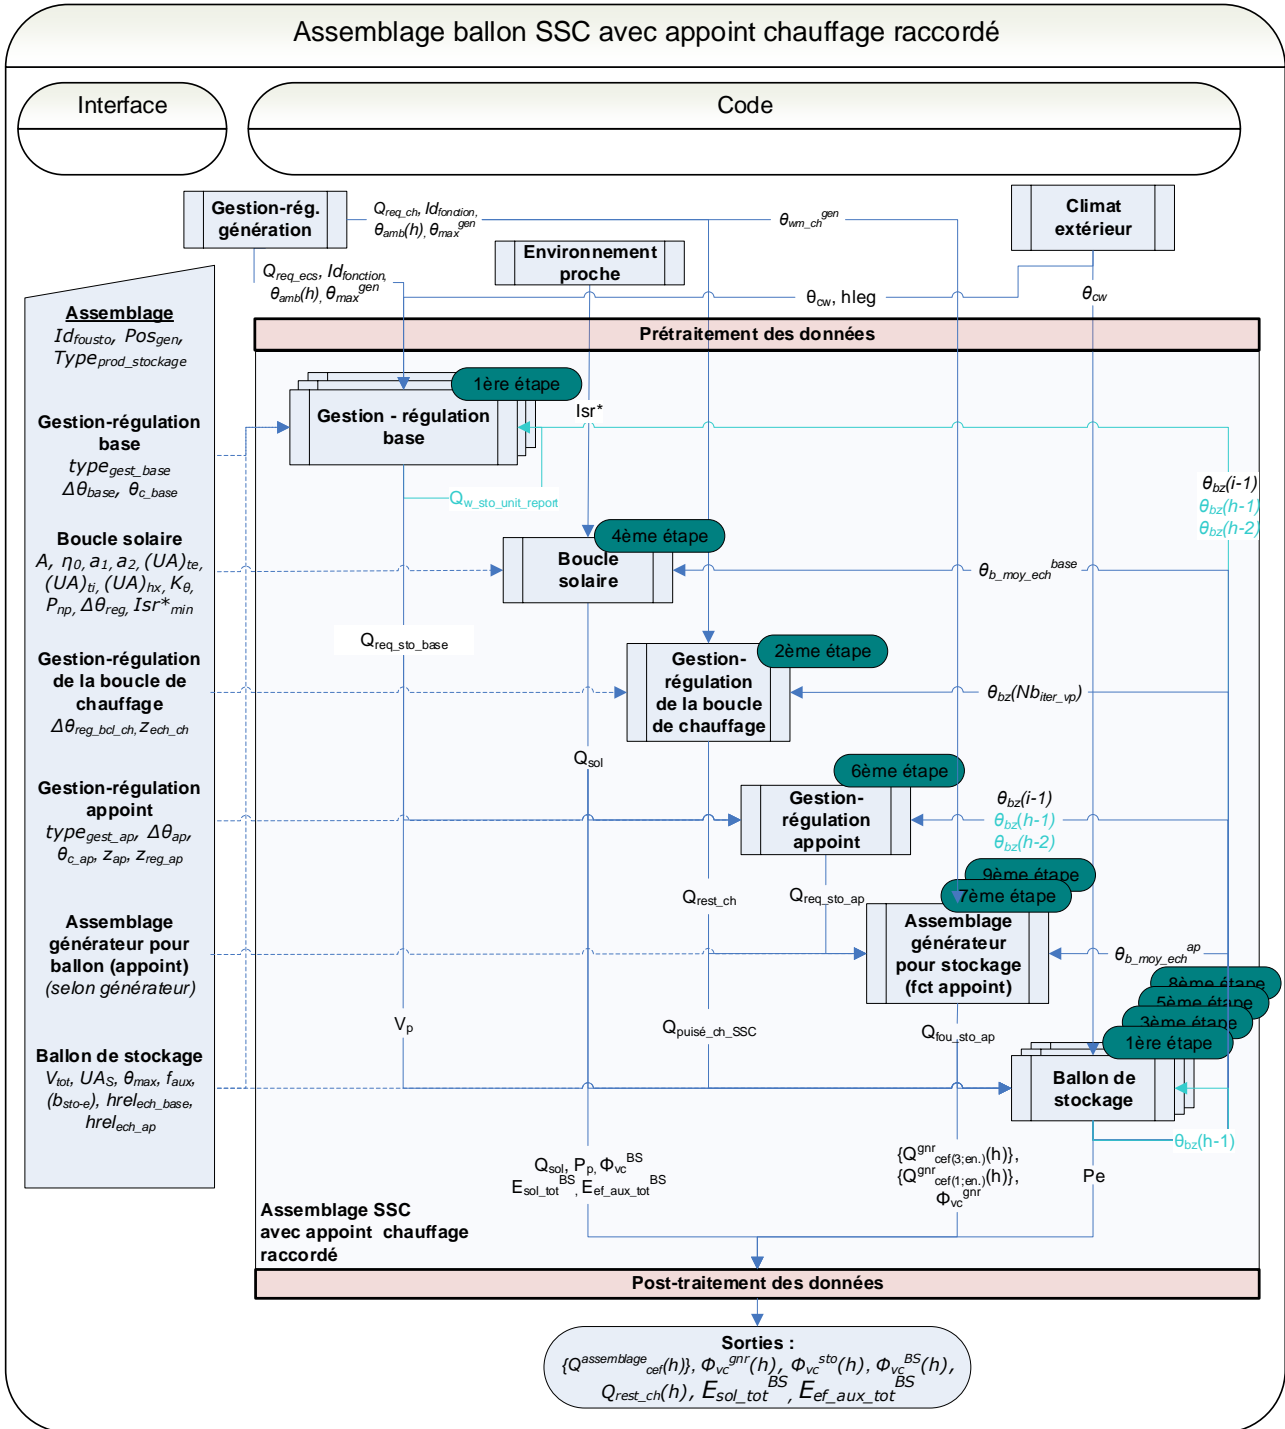 Assemblage ballon SSC avec appoint chauffage raccordé
Interface
Code
Gestion-rég.
génération
Q_req_ch, Id_fonction,
θ_amb(h), θ_max^gen
θ_wm_ch^gen
Climat
extérieur
Environnement
proche
Q_req_ecs, Id_fonction,
θ_amb(h), θ_max^gen
θ_cw, hleg
θ_cw
Prétraitement des données
Assemblage
Id_fousto, Pos_gen,
Type_prod_stockage
Gestion-régulation
base
type_gest_base
Δθ_base, θ_c_base
Boucle solaire
A, η_0, a_1, a_2, (UA)_te,
(UA)_ti, (UA)_hx, K_θ,
P_np, Δθ_reg, Isr*_min
Gestion-régulation
de la boucle de
chauffage
Δθ_reg_bcl_ch, z_ech_ch
Gestion-régulation
appoint
type_gest_ap, Δθ_ap,
θ_c_ap, z_ap, z_reg_ap
Assemblage
générateur pour
ballon (appoint)
(selon générateur)
Ballon de stockage
V_tot, UA_S, θ_max, f_aux,
(b_sto-e), hrel_ech_base,
hrel_ech_ap
1ère étape
Gestion - régulation
base
Isr*
Q_w_sto_unit_report
θ_bz(i-1)
θ_bz(h-1)
θ_bz(h-2)
4ème étape
Boucle
solaire
θ_b_moy_ech^base
Q_req_sto_base
2ème étape
Gestion-
régulation
de la boucle
de chauffage
θ_bz(Nb_iter_vp)
Q_sol
6ème étape
Gestion-
régulation
appoint
θ_bz(i-1)
θ_bz(h-1)
θ_bz(h-2)
Q_rest_ch
Q_req_sto_ap
9ème étape
7ème étape
Assemblage
générateur
pour stockage
(fct appoint)
θ_b_moy_ech^ap
8ème étape
5ème étape
3ème étape
1ère étape
V_p
Q_puisé_ch_SSC
Q_fou_sto_ap
Ballon de
stockage
θ_bz(h-1)
Q_sol, P_p, Φ_vc^BS
E_sol_tot^BS, E_ef_aux_tot^BS
{Q^gnr_cef(3;en.)(h)},
{Q^gnr_cef(1;en.)(h)},
Φ_vc^gnr
Pe
Assemblage SSC
avec appoint chauffage
raccordé
Post-traitement des données
Sorties :
{Q^assemblage_cef(h)}, Φ_vc^gnr(h), Φ_vc^sto(h), Φ_vc^BS(h),
Q_rest_ch(h), E_sol_tot^BS, E_ef_aux_tot^BS